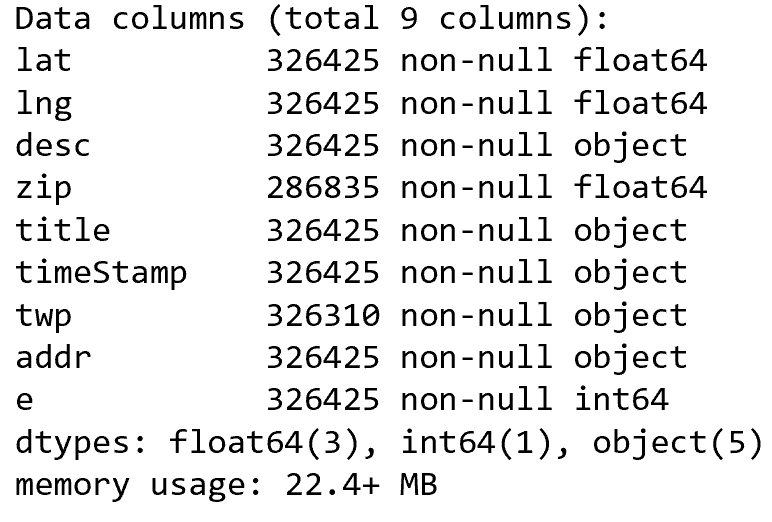 Data columns (total 9 columns):
lat 326425 non-null float64
lng 326425 non-null float64
desc 326425 non-null object
zip 286835 non-null float64
title 326425 non-null object
timeStamp 326425 non-null object
twp 326310 non-null object
addr 326425 non-null object
e 326425 non-null int64
dtypes: float64(3), int64(1), object(5)
memory usage: 22.4+ MB